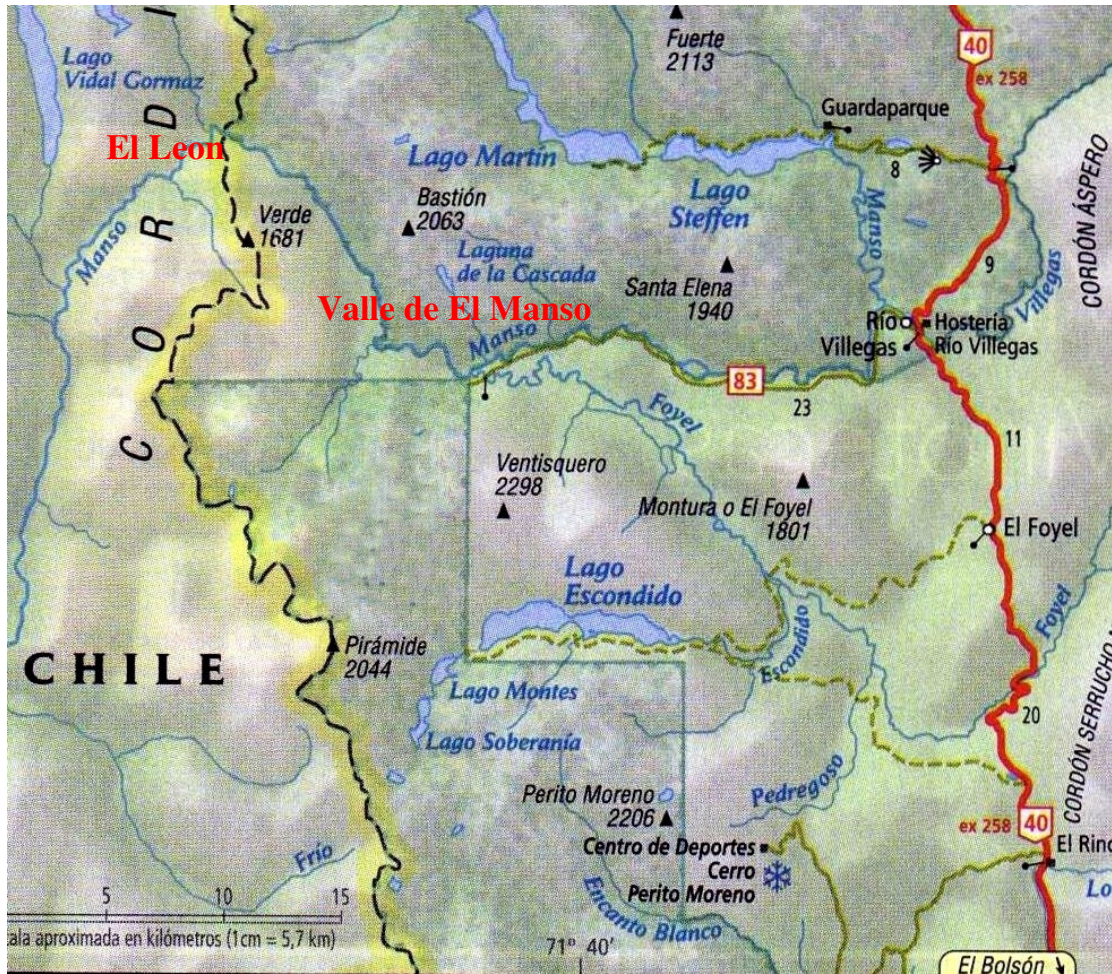 Fuerte
2113
40
ex 258
Lago
Vidal Gormaz
Guardaparque
El Leon
Lago Martín
8
CORDÓN ÁSPERO
Bastión
2063
Lago
Steffen
Manso
Verde
1681
Manso
Laguna
de la Cascada
Santa Elena
1940
9
Villegas
Valle de El Manso
Manso
Río
Villegas
Hostería
Río Villegas
83
23
CORDI
Foyel
11
Ventisquero
2298
Montura o El Foyel
1801
El Foyel
Lago
Escondido
Escondido
Foyel
Pirámide
2044
CHILE
Lago Montes
20
CORDÓN SERRUCHO
Lago Soberanía
Pedregoso
Perito Moreno
2206
ex 258
40
Centro de Deportes
Cerro
Perito Moreno
El Rinc
Frío
Lo
5 10 15
cala aproximada en kilómetros (1cm = 5,7 km)
Encanto Blanco
71° 40'
El Bolsón